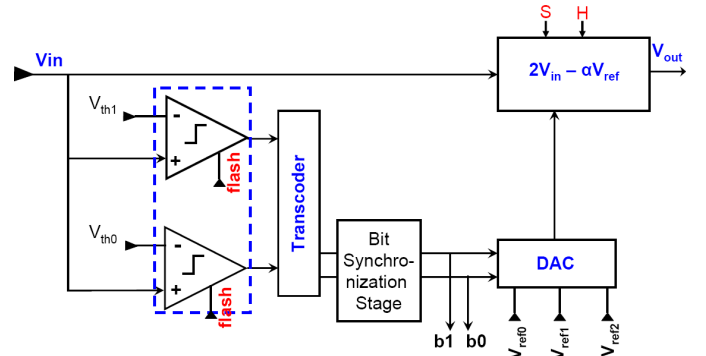 S H
Vin
2Vin – αVref
Vout
Vth1
-
+
flash
Transcoder
Vth0
-
+
flash
Bit
Synchro-
nization
Stage
DAC
b1 b0
Vref0 Vref1 Vref2